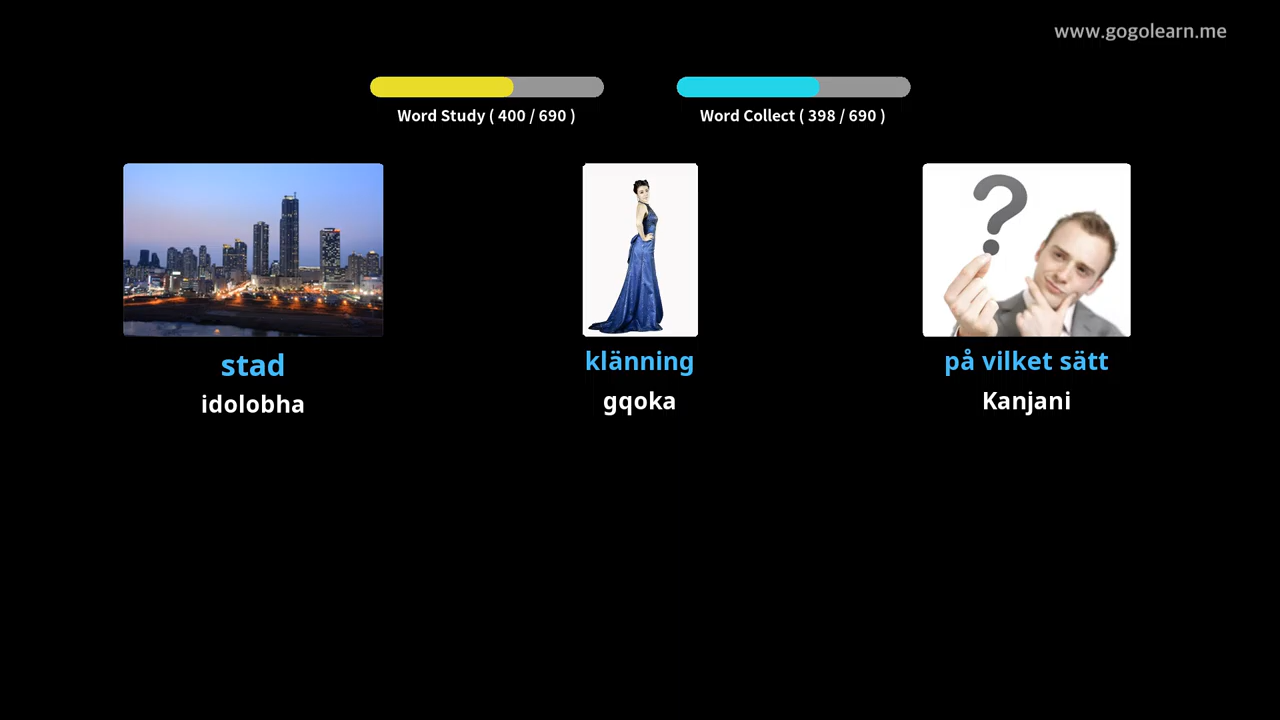 www.gogolearn.me
Word Study ( 400 / 690 )
Word Collect ( 398 / 690 )
stad
klänning
på vilket sätt
idolobha
gqoka
Kanjani